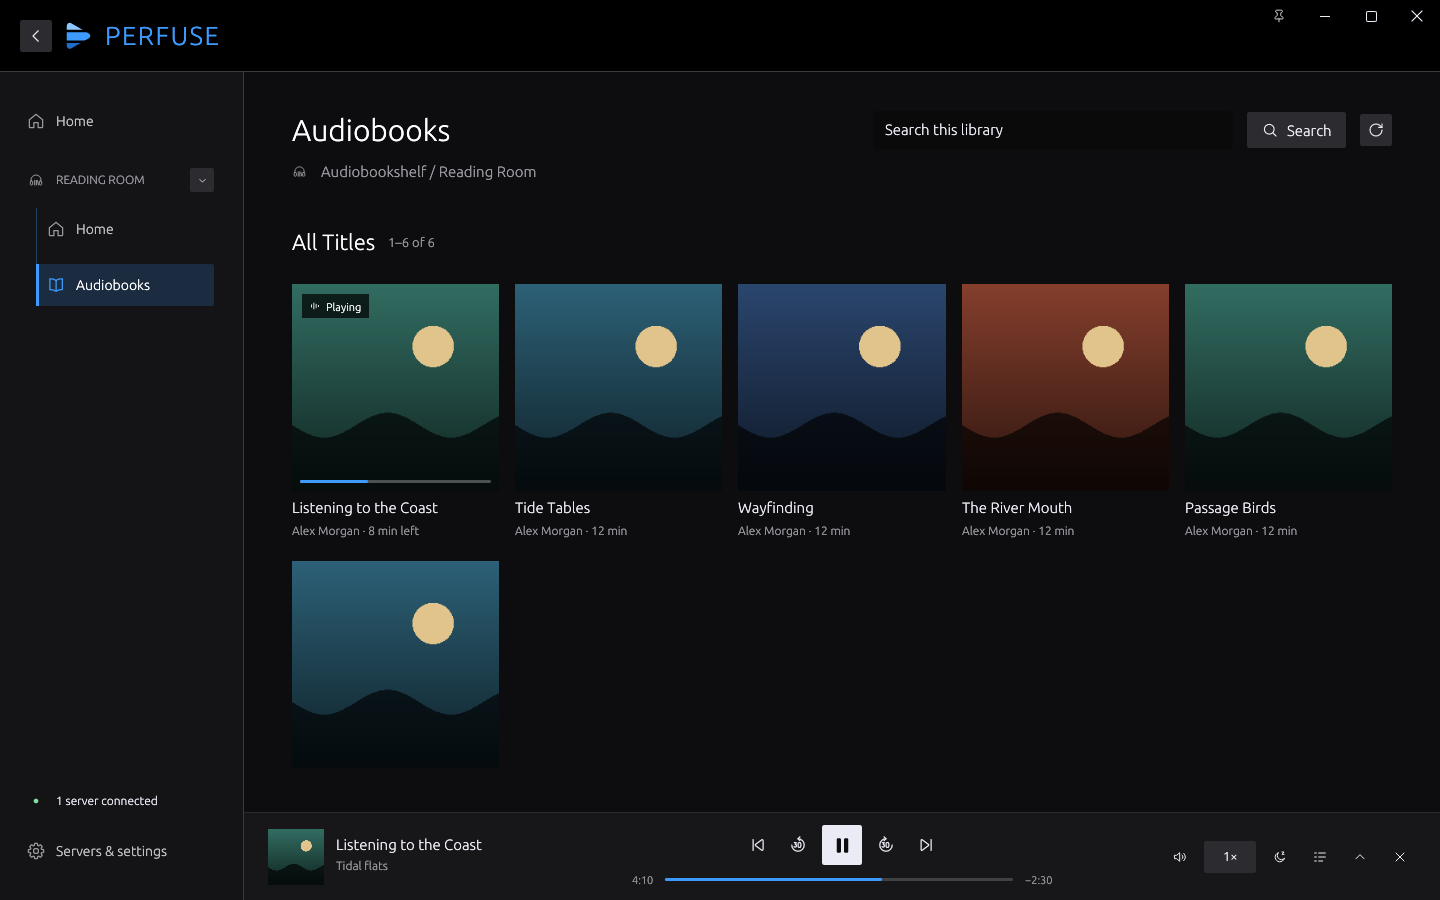 PERFUSE
Home
READING ROOM
Home
Audiobooks
1 server connected
Servers & settings
Audiobooks
Audiobookshelf / Reading Room
Search this library
Search
All Titles 1–6 of 6
Playing
Listening to the Coast
Alex Morgan · 8 min left
Tide Tables
Alex Morgan · 12 min
Wayfinding
Alex Morgan · 12 min
The River Mouth
Alex Morgan · 12 min
Passage Birds
Alex Morgan · 12 min
Listening to the Coast
Tidal flats
30
30
4:10
−2:30
1×